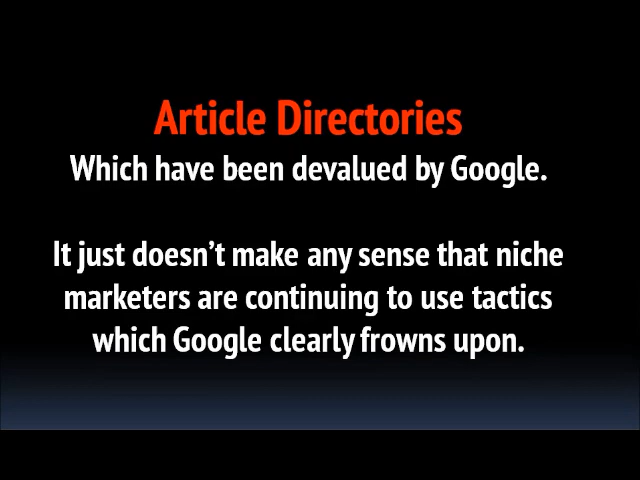 Article Directories
Which have been devalued by Google.
It just doesn't make any sense that niche
marketers are continuing to use tactics
which Google clearly frowns upon.